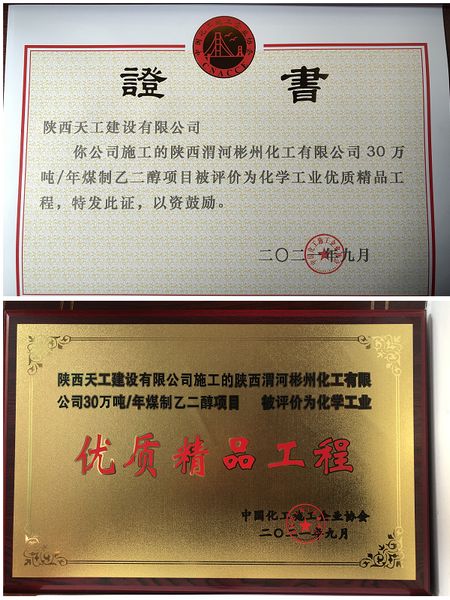 CNACCE
證 書
陕西天工建设有限公司
你公司施工的陕西渭河彬州化工有限公司30万
吨/年煤制乙二醇项目被评价为化学工业优质精品工
程，特发此证，以资鼓励。
二〇二一年九月
陕西天工建设有限公司施工的陕西渭河彬州化工有限
公司30万吨/年煤制乙二醇项目 被评价为化学工业
优质精品工程
中国化工施工企业协会
二〇二一年九月